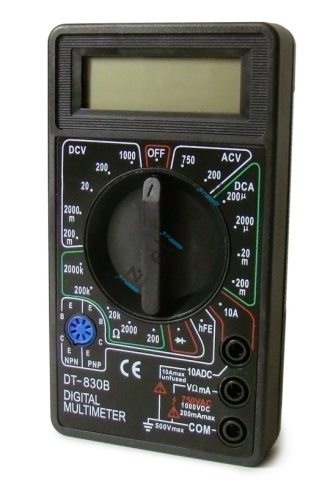 DCV 1000 OFF 750 ACV
200 200 DCA
20 200µ
2000m 2000µ
200m 20m
2000k 200m
200k 20k 2000 200 hFE 10A
Ω
E E
B B
C C
E E
NPN PNP
DT-830B
DIGITAL
MULTIMETER
CE
10Amax
unfused
10ADC
VΩmA
750VAC
1000VDC
200mAmax
500Vmax COM